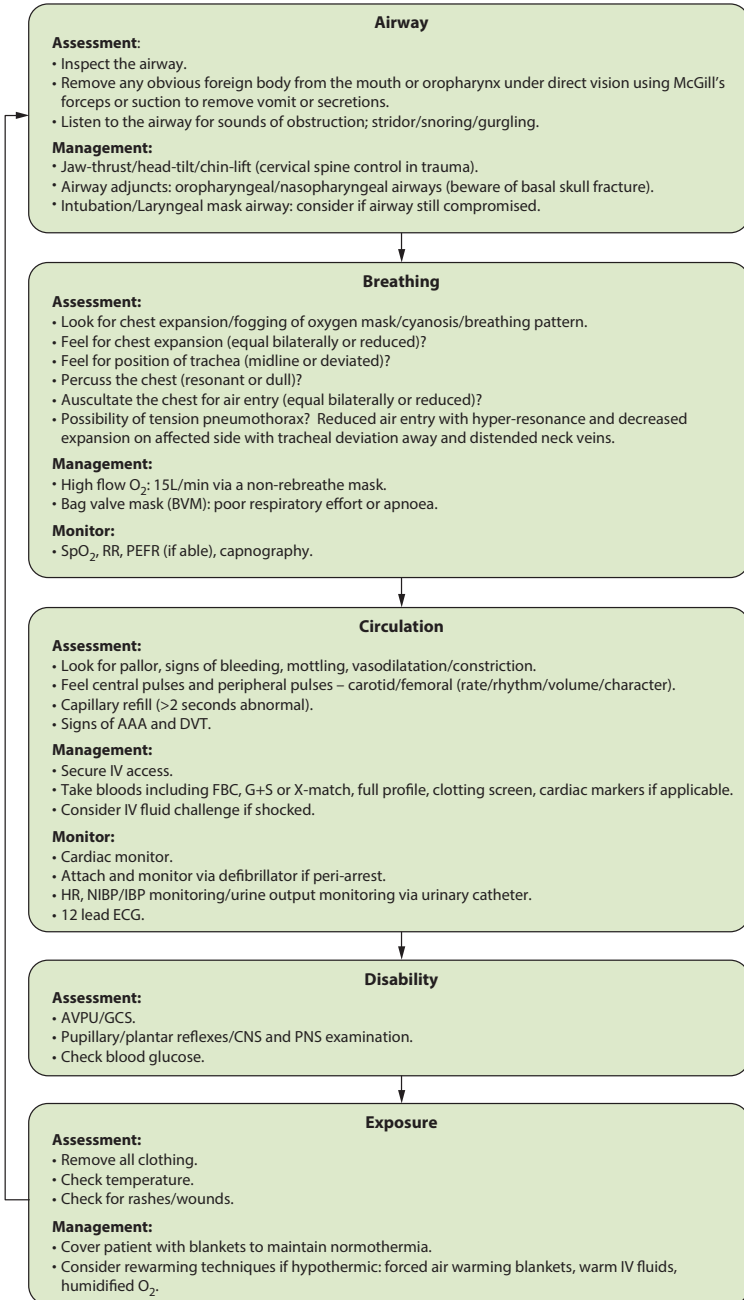 Airway
Assessment:
• Inspect the airway.
• Remove any obvious foreign body from the mouth or oropharynx under direct vision using McGill’s
forceps or suction to remove vomit or secretions.
• Listen to the airway for sounds of obstruction; stridor/snoring/gurgling.
Management:
• Jaw-thrust/head-tilt/chin-lift (cervical spine control in trauma).
• Airway adjuncts: oropharyngeal/nasopharyngeal airways (beware of basal skull fracture).
• Intubation/Laryngeal mask airway: consider if airway still compromised.
Breathing
Assessment:
• Look for chest expansion/fogging of oxygen mask/cyanosis/breathing pattern.
• Feel for chest expansion (equal bilaterally or reduced)?
• Feel for position of trachea (midline or deviated)?
• Percuss the chest (resonant or dull)?
• Auscultate the chest for air entry (equal bilaterally or reduced)?
• Possibility of tension pneumothorax? Reduced air entry with hyper-resonance and decreased
expansion on affected side with tracheal deviation away and distended neck veins.
Management:
• High flow O₂: 15L/min via a non-rebreathe mask.
• Bag valve mask (BVM): poor respiratory effort or apnoea.
Monitor:
• SpO₂, RR, PEFR (if able), capnography.
Circulation
Assessment:
• Look for pallor, signs of bleeding, mottling, vasodilatation/constriction.
• Feel central pulses and peripheral pulses – carotid/femoral (rate/rhythm/volume/character).
• Capillary refill (>2 seconds abnormal).
• Signs of AAA and DVT.
Management:
• Secure IV access.
• Take bloods including FBC, G+S or X-match, full profile, clotting screen, cardiac markers if applicable.
• Consider IV fluid challenge if shocked.
Monitor:
• Cardiac monitor.
• Attach and monitor via defibrillator if peri-arrest.
• HR, NIBP/IBP monitoring/urine output monitoring via urinary catheter.
• 12 lead ECG.
Disability
Assessment:
• AVPU/GCS.
• Pupillary/plantar reflexes/CNS and PNS examination.
• Check blood glucose.
Exposure
Assessment:
• Remove all clothing.
• Check temperature.
• Check for rashes/wounds.
Management:
• Cover patient with blankets to maintain normothermia.
• Consider rewarming techniques if hypothermic: forced air warming blankets, warm IV fluids,
humidified O₂.